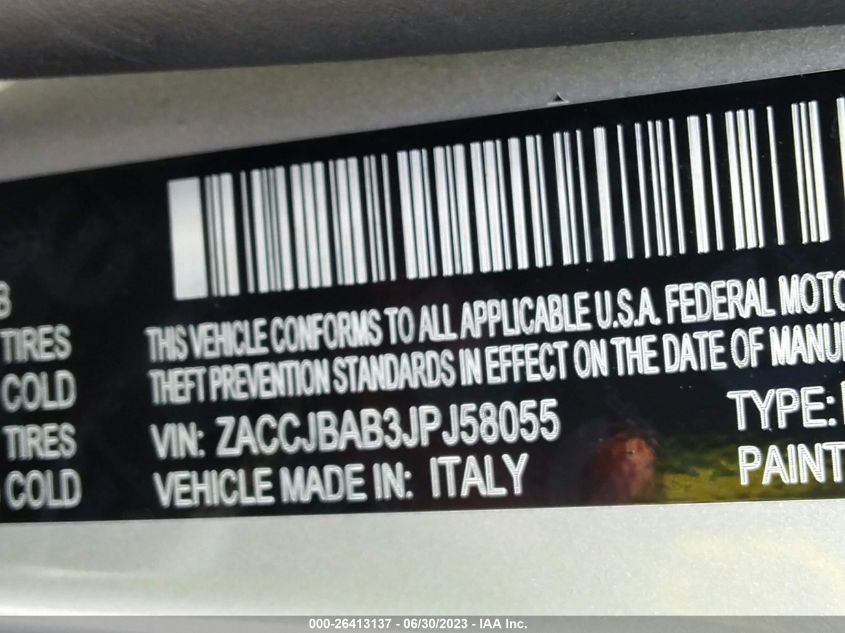 B
TIRES
COLD
TIRES
COLD
THIS VEHICLE CONFORMS TO ALL APPLICABLE U.S.A. FEDERAL MOTO
THEFT PREVENTION STANDARDS IN EFFECT ON THE DATE OF MANU
VIN: ZACCJBAB3JPJ58055
TYPE:
VEHICLE MADE IN: ITALY
PAINT
000-26413137 - 06/30/2023 - IAA Inc.